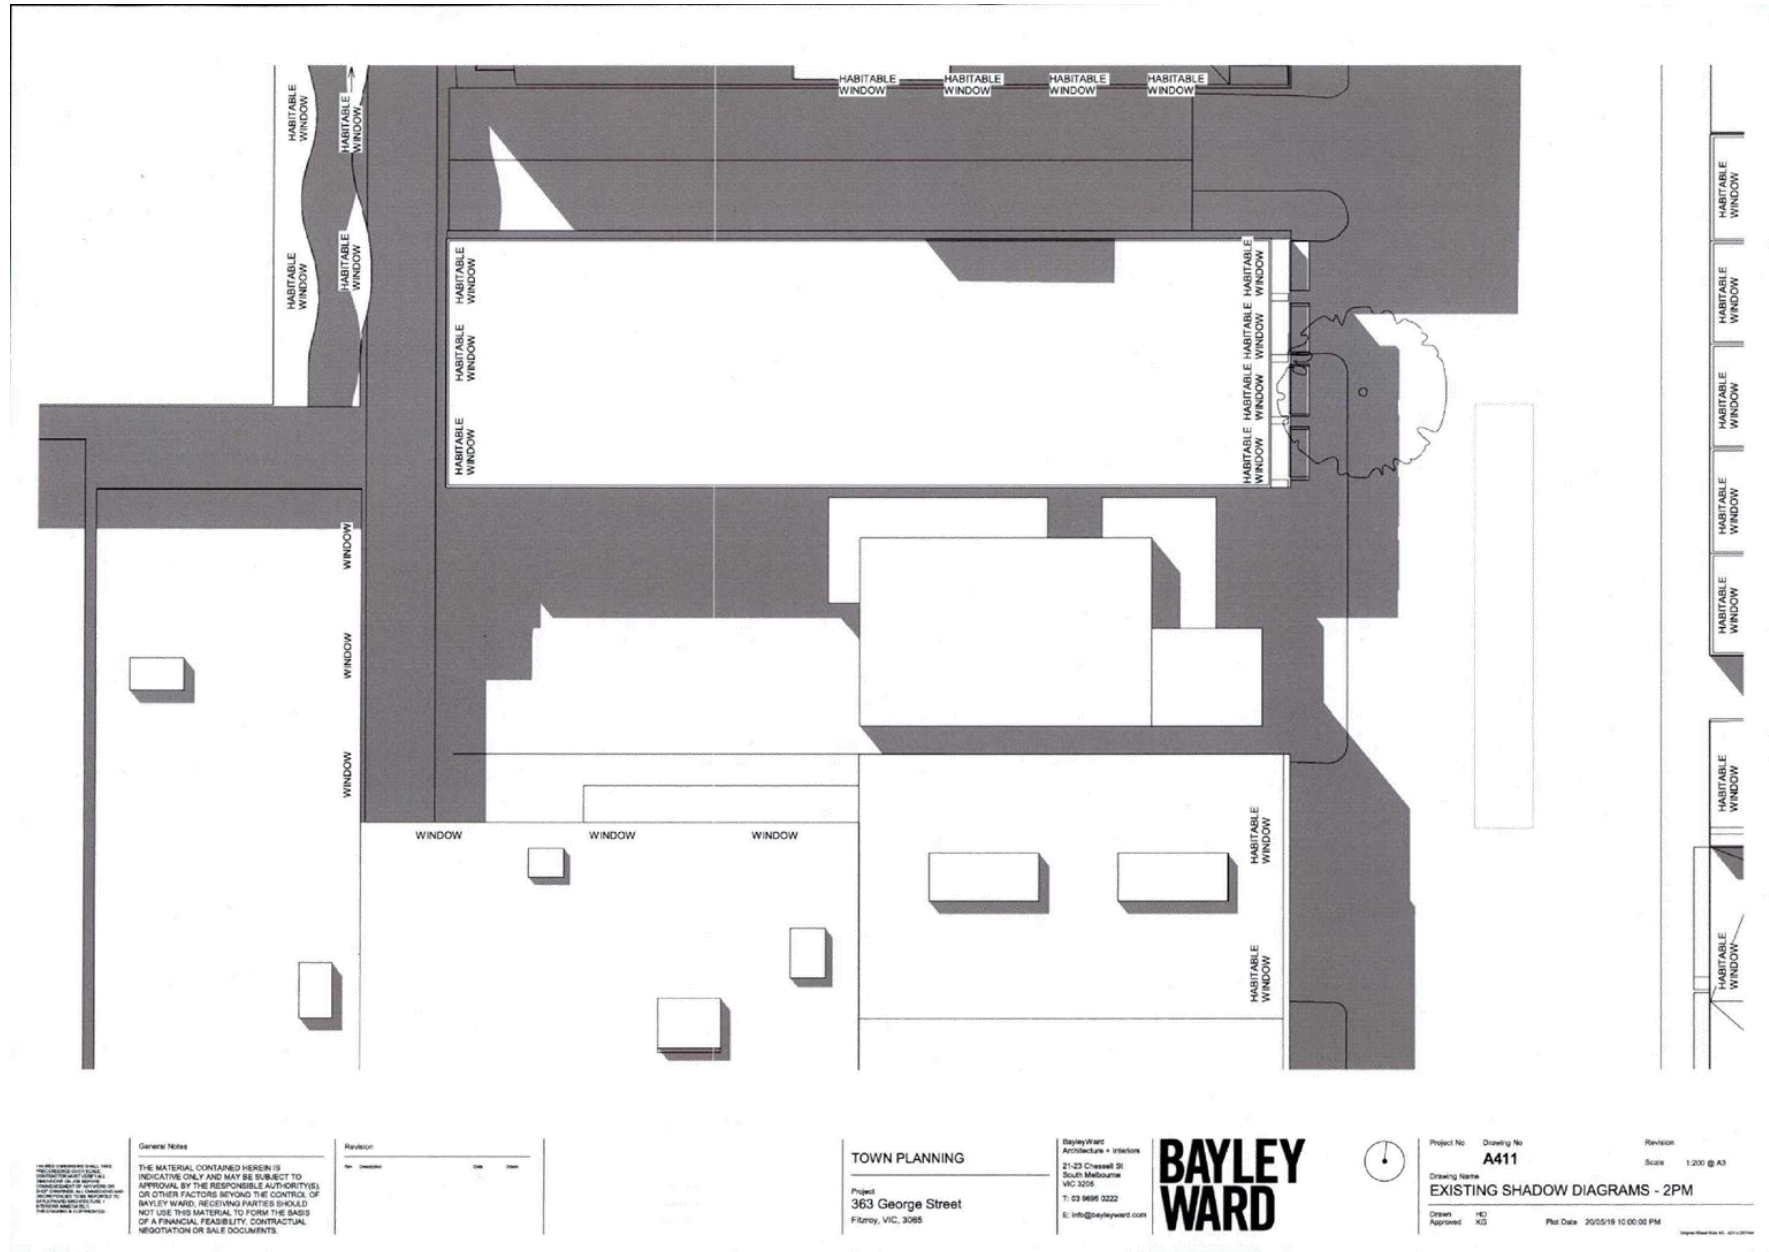 HABITABLE
WINDOW
HABITABLE
WINDOW
HABITABLE
WINDOW
HABITABLE
WINDOW
HABITABLE
WINDOW
HABITABLE
WINDOW
HABITABLE
WINDOW
HABITABLE
WINDOW
HABITABLE
WINDOW
HABITABLE
WINDOW
HABITABLE
WINDOW
HABITABLE
WINDOW
HABITABLE
WINDOW
HABITABLE
WINDOW
HABITABLE
WINDOW
HABITABLE
WINDOW
HABITABLE
WINDOW
HABITABLE
WINDOW
HABITABLE
WINDOW
HABITABLE
WINDOW
WINDOW
WINDOW
WINDOW
WINDOW
WINDOW
WINDOW
HABITABLE
WINDOW
HABITABLE
WINDOW
HABITABLE
WINDOW
HABITABLE
WINDOW
General Notes
THE MATERIAL CONTAINED HEREIN IS
INDICATIVE ONLY AND MAY BE SUBJECT TO
APPROVAL BY THE RESPONSIBLE AUTHORITY(S),
OR OTHER FACTORS BEYOND THE CONTROL OF
BAYLEY WARD, RECEIVING PARTIES SHOULD
NOT USE THIS MATERIAL TO FORM THE BASIS
OF A FINANCIAL FEASIBILITY, CONTRACTUAL
NEGOTIATION OR SALE DOCUMENTS.
Revision
Rev Description Date Drawn
TOWN PLANNING
Project
363 George Street
Fitzroy, VIC, 3065
BayleyWard
Architecture + Interiors
21-23 Chessell St
South Melbourne
VIC 3205
T: 03 9695 0222
E: info@bayleyward.com
BAYLEY
WARD
Project No Drawing No Revision
A411
Scale 1:200 @ A3
Drawing Name
EXISTING SHADOW DIAGRAMS - 2PM
Drawn HD
Approved KG Plot Date 20/05/19 10:00:00 PM